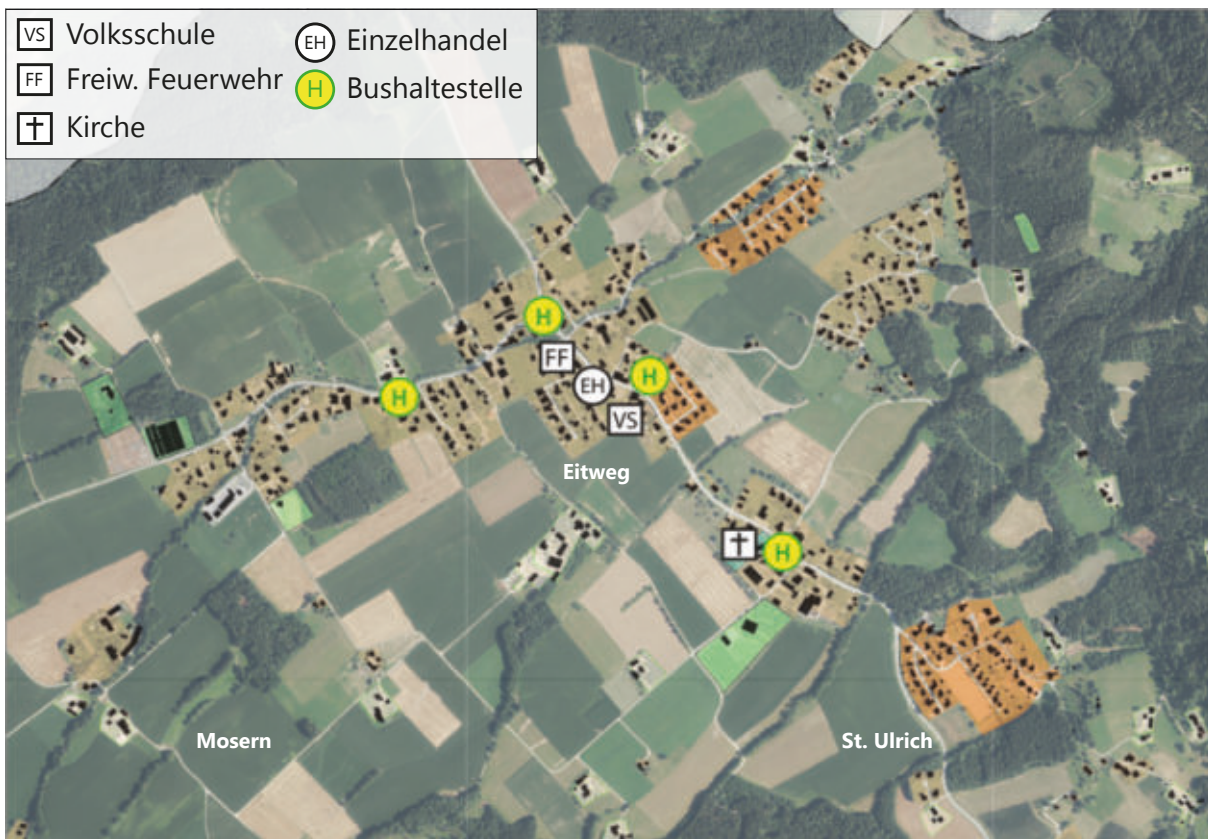 VS Volksschule
FF Freiw. Feuerwehr
Kirche
EH Einzelhandel
H Bushaltestelle
H
FF
H
EH
H
VS
Eitweg
H
Mosern
St. Ulrich